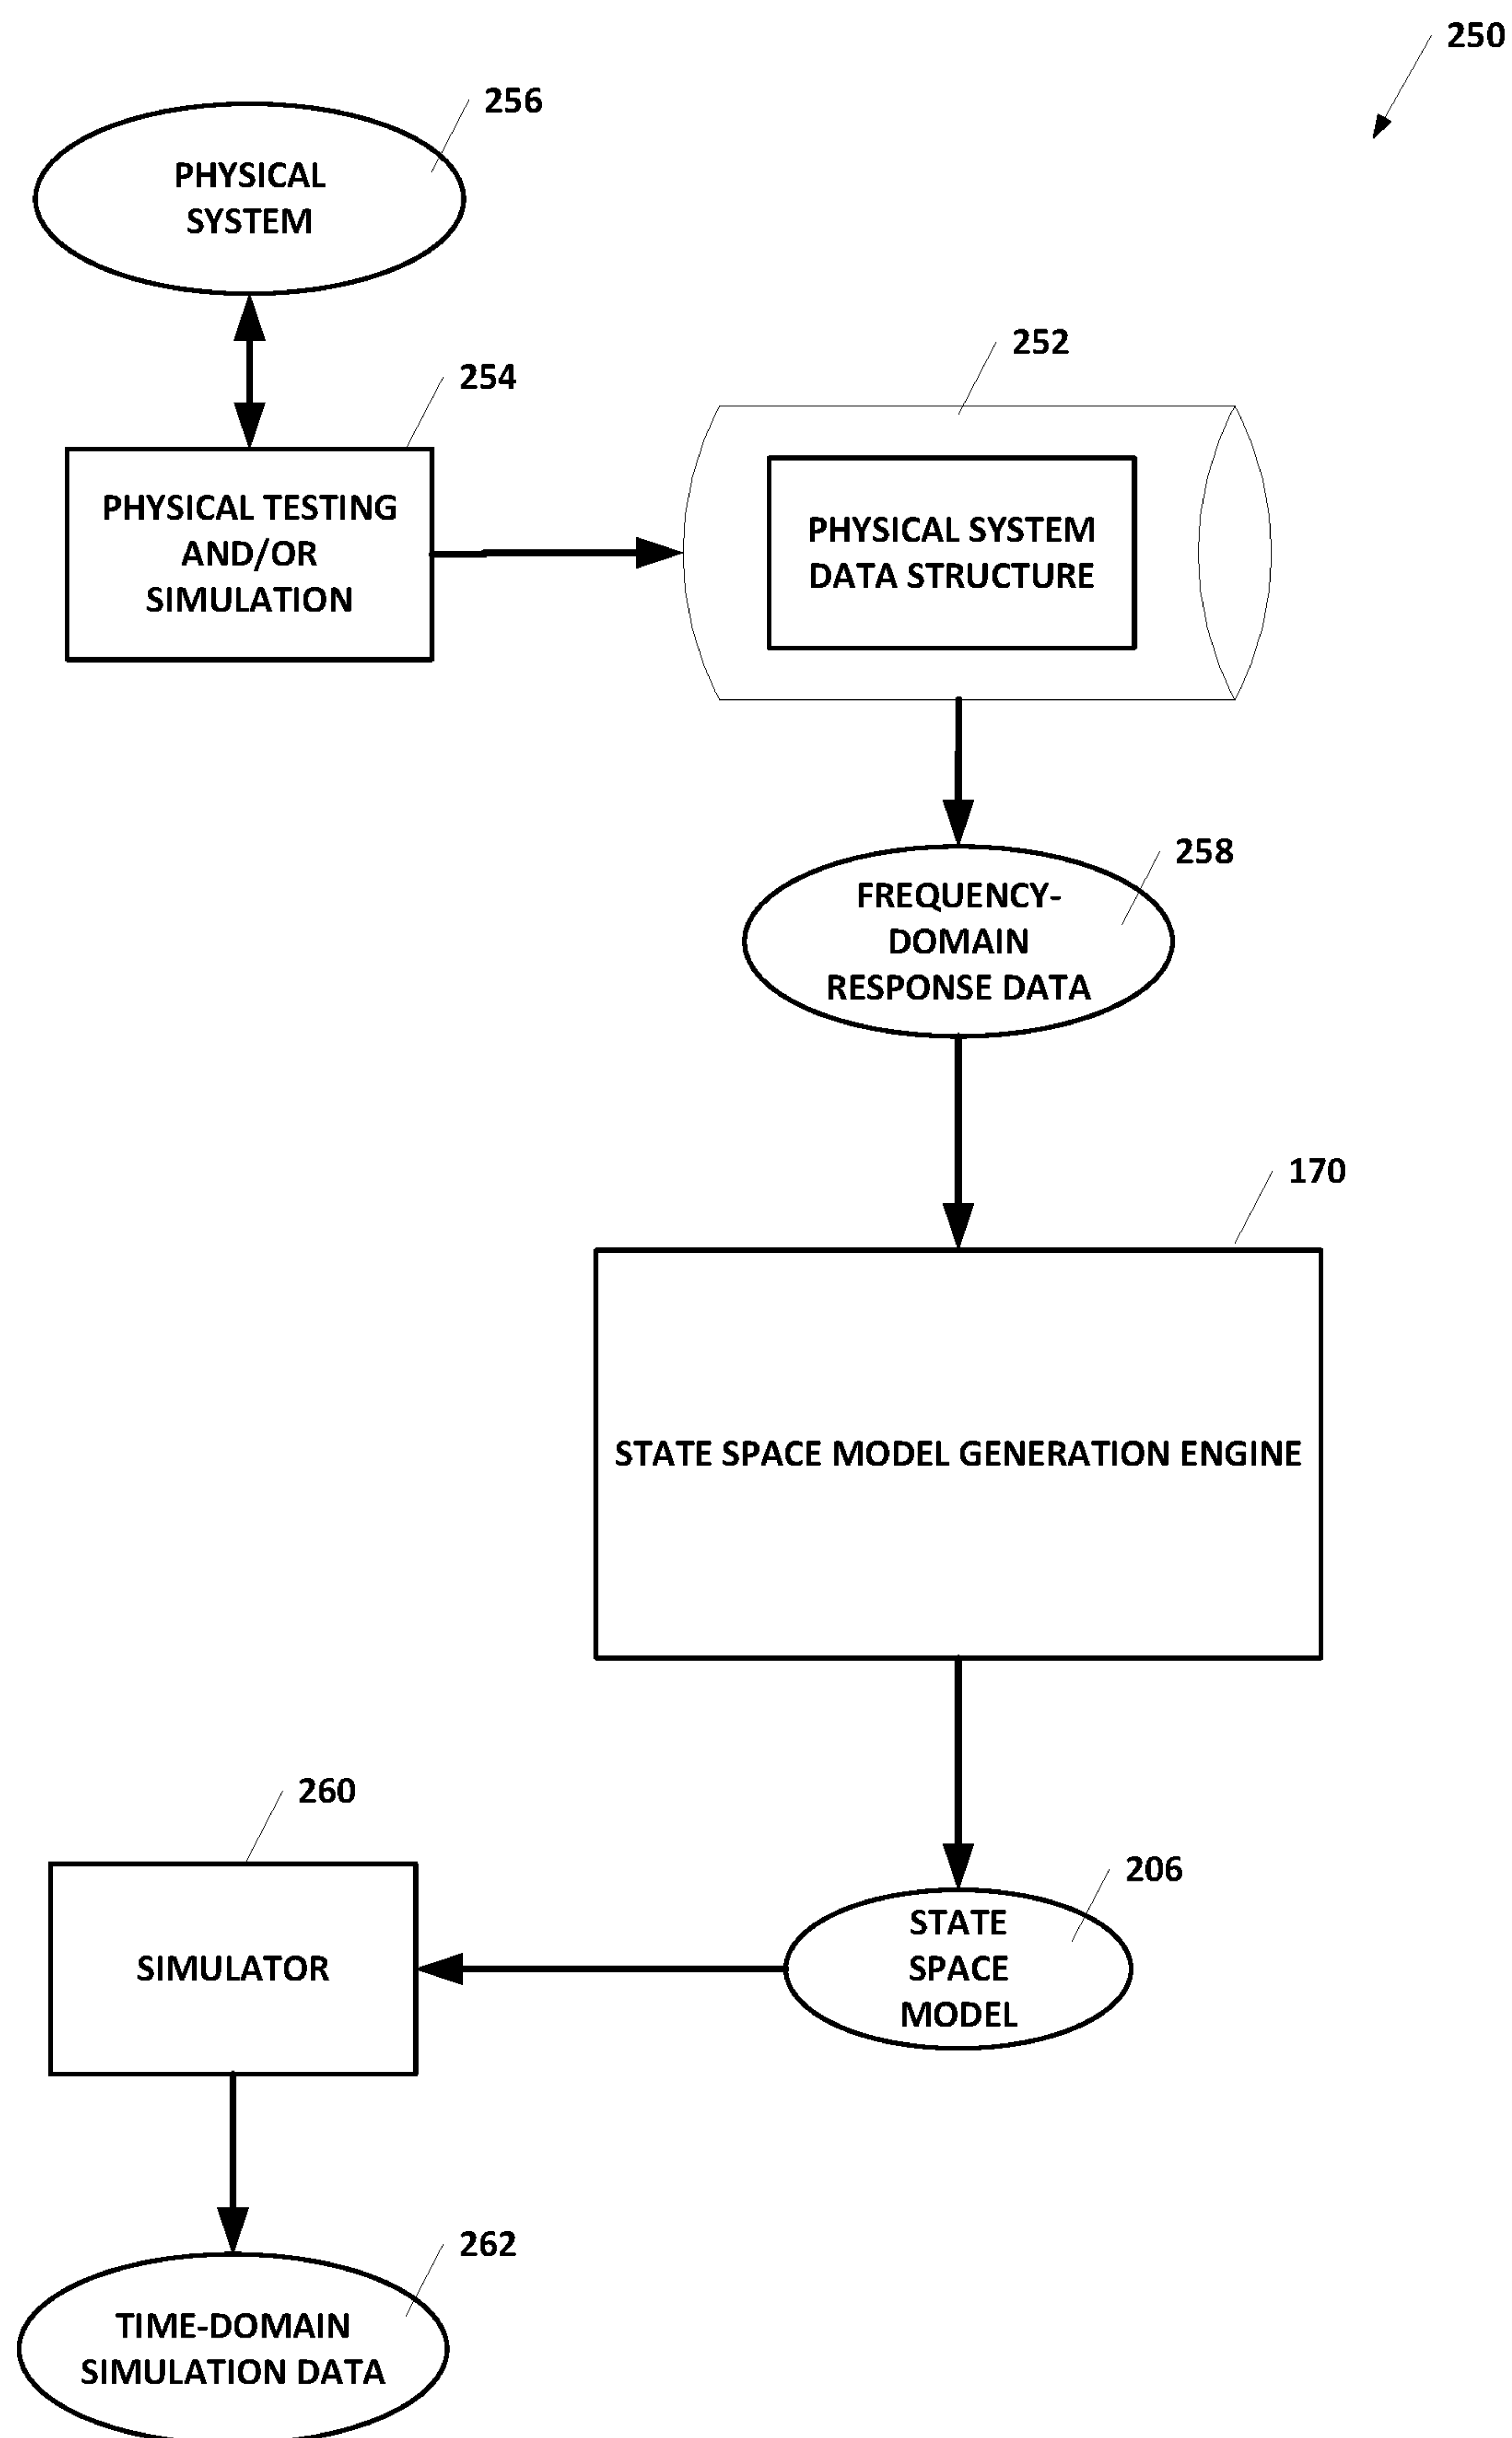 250
256
PHYSICAL
SYSTEM
252
254
PHYSICAL TESTING
AND/OR
SIMULATION
PHYSICAL SYSTEM
DATA STRUCTURE
258
FREQUENCY-
DOMAIN
RESPONSE DATA
170
STATE SPACE MODEL GENERATION ENGINE
260
206
STATE
SPACE
MODEL
SIMULATOR
262
TIME-DOMAIN
SIMULATION DATA